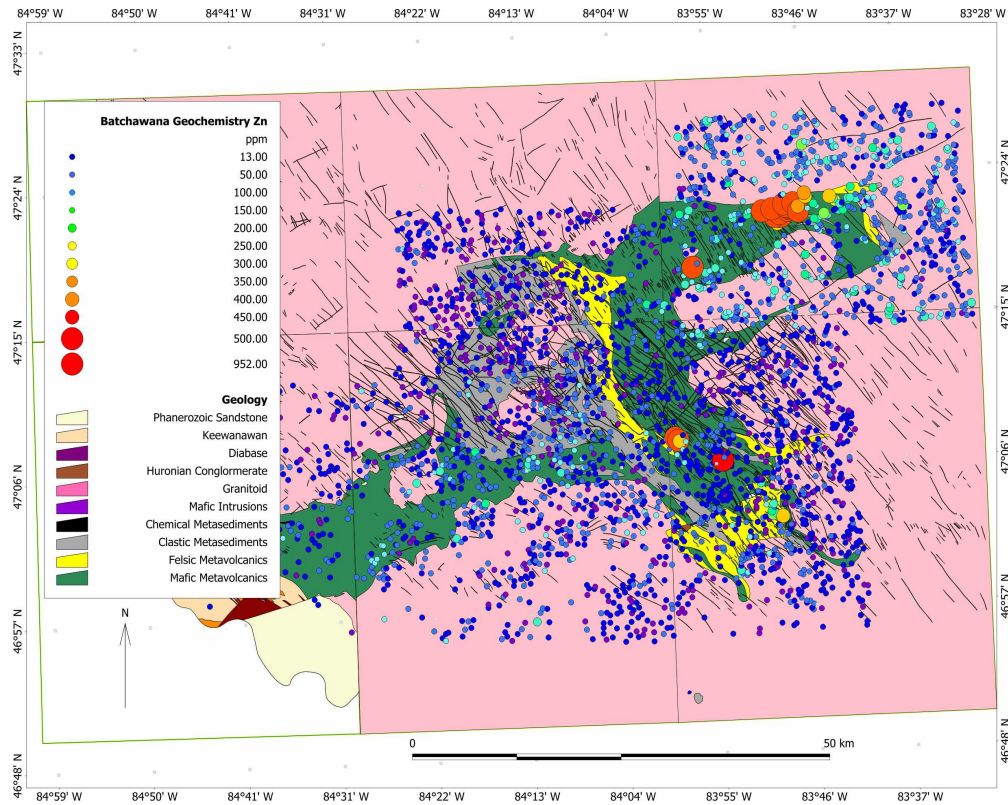 84°59' W 84°50' W 84°41' W 84°31' W 84°22' W 84°13' W 84°04' W 83°55' W 83°46' W 83°37' W 83°28' W
47°33' N
47°24' N
47°15' N
47°06' N
46°57' N
46°48' N
Batchawana Geochemistry Zn
ppm
13.00
50.00
100.00
150.00
200.00
250.00
300.00
350.00
400.00
450.00
500.00
952.00
Geology
Phanerozoic Sandstone
Keewanawan
Diabase
Huronian Conglormerate
Granitoid
Mafic Intrusions
Chemical Metasediments
Clastic Metasediments
Felsic Metavolcanics
Mafic Metavolcanics
N
0 50 km
47°24' N
47°15' N
47°06' N
46°57' N
46°48' N
84°59' W 84°50' W 84°41' W 84°31' W 84°22' W 84°13' W 84°04' W 83°55' W 83°46' W 83°37' W